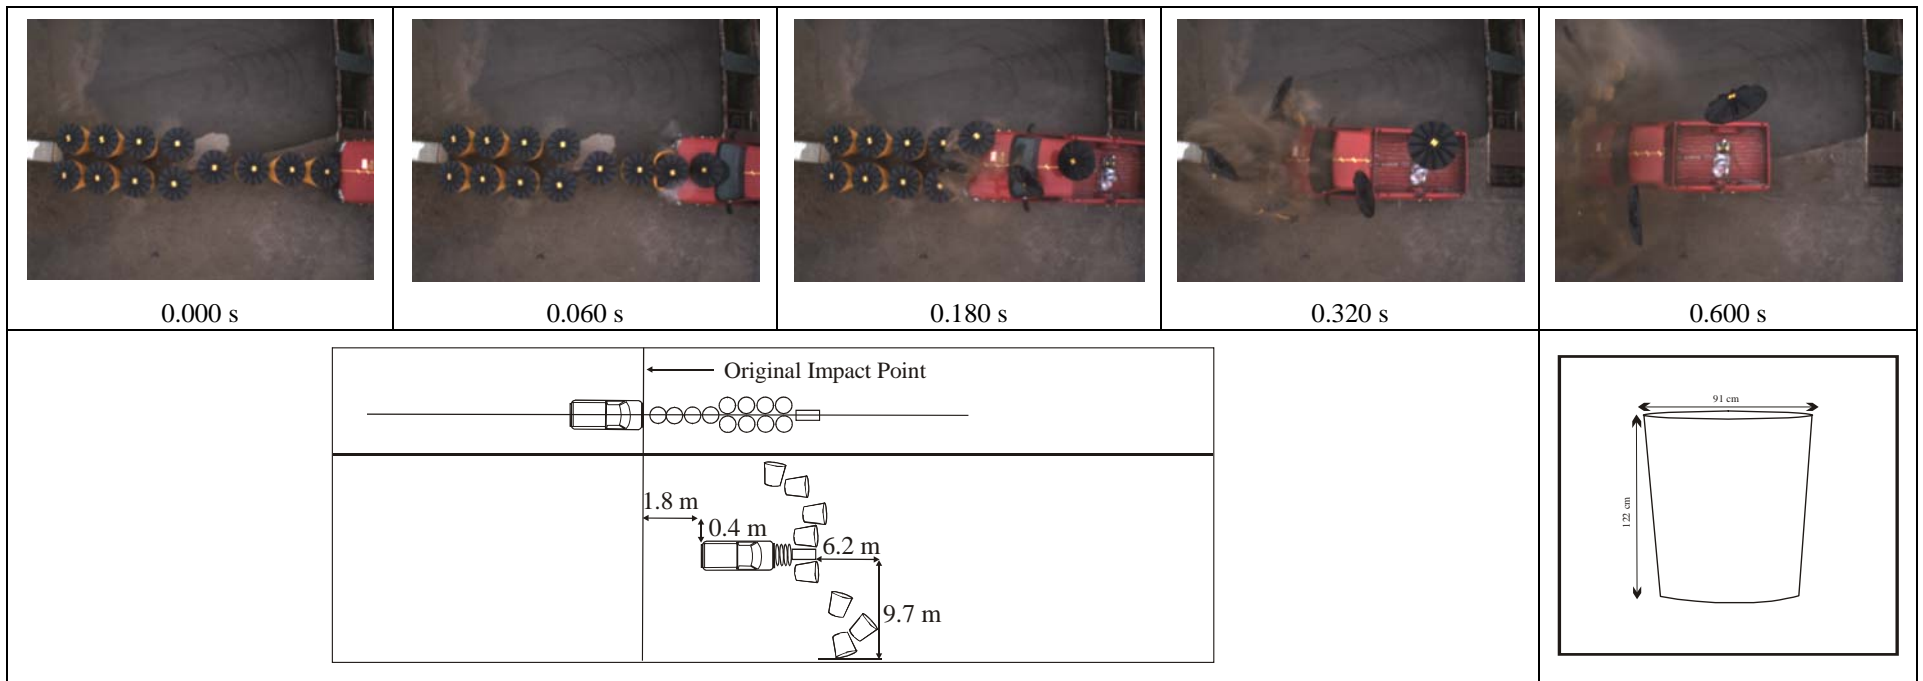 0.000 s
0.060 s
0.180 s
0.320 s
0.600 s
Original Impact Point
1.8 m
0.4 m
6.2 m
9.7 m
91 cm
122 cm